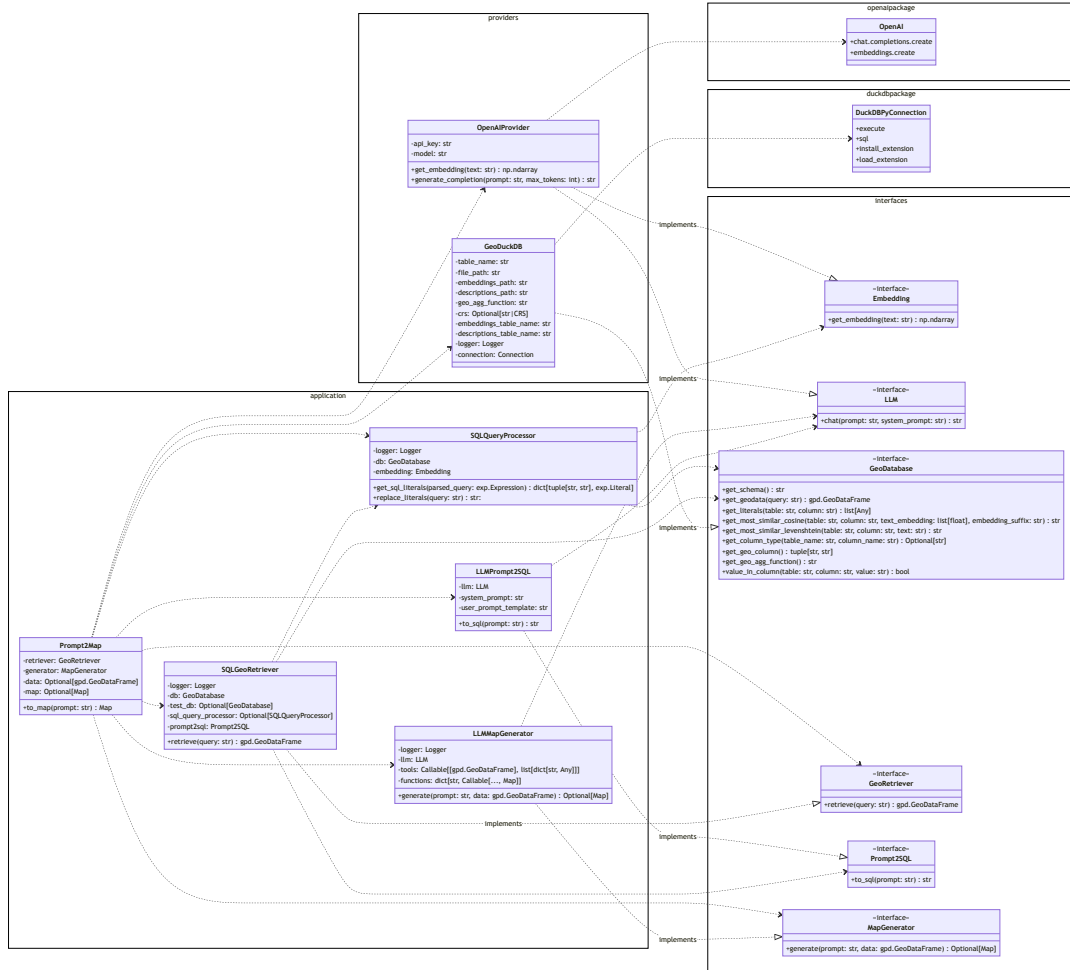 providers
OpenAIProvider
-api_key: str
-model: str
+get_embedding(text: str) : np.ndarray
+generate_completion(prompt: str, max_tokens: int) : str
GeoDuckDB
-table_name: str
-file_path: str
-embeddings_path: str
-descriptions_path: str
-geo_agg_function: str
-crs: Optional[str|CRS]
-embeddings_table_name: str
-descriptions_table_name: str
-logger: Logger
-connection: Connection
openaipackage
OpenAI
+chat.completions.create
+embeddings.create
duckdbpackage
DuckDBPyConnection
+execute
+sql
+install_extension
+load_extension
Interfaces
«interface»
Embedding
+get_embedding(text: str) : np.ndarray
«interface»
LLM
+chat(prompt: str, system_prompt: str) : str
«interface»
GeoDatabase
+get_schema() : str
+get_geodata(query: str) : gpd.GeoDataFrame
+get_literals(table: str, column: str) : list[Any]
+get_most_similar_cosine(table: str, column: str, text_embedding: list[float], embedding_suffix: str) : str
+get_most_similar_levenshtein(table: str, column: str, text: str) : str
+get_column_type(table_name: str, column_name: str) : Optional[str]
+get_geo_column() : tuple[str, str]
+get_geo_agg_function() : str
+value_in_column(table: str, column: str, value: str) : bool
«interface»
GeoRetriever
+retrieve(query: str) : gpd.GeoDataFrame
«interface»
Prompt2SQL
+to_sql(prompt: str) : str
«interface»
MapGenerator
+generate(prompt: str, data: gpd.GeoDataFrame) : Optional[Map]
application
SQLQueryProcessor
-logger: Logger
-db: GeoDatabase
-embedding: Embedding
+get_sql_literals(parsed_query: exp.Expression) : dict[tuple[str, str], exp.Literal]
+replace_literals(query: str) : str:
LLMPrompt2SQL
-llm: LLM
-system_prompt: str
-user_prompt_template: str
+to_sql(prompt: str) : str
Prompt2Map
-retriever: GeoRetriever
-generator: MapGenerator
-data: Optional[gpd.GeoDataFrame]
-map: Optional[Map]
+to_map(prompt: str) : Map
SQLGeoRetriever
-logger: Logger
-db: GeoDatabase
-test_db: Optional[GeoDatabase]
-sql_query_processor: Optional[SQLQueryProcessor]
-prompt2sql: Prompt2SQL
+retrieve(query: str) : gpd.GeoDataFrame
LLMMapGenerator
-logger: Logger
-llm: LLM
-tools: Callable[[gpd.GeoDataFrame], list[dict[str, Any]]]
-functions: dict[str, Callable[..., Map]]
+generate(prompt: str, data: gpd.GeoDataFrame) : Optional[Map]
Implements
Implements
Implements
Implements
Implements
Implements